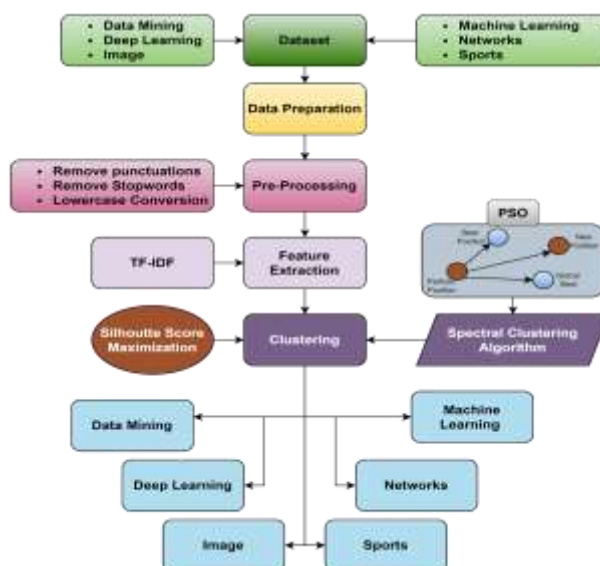 • Data Mining
• Deep Learning
• Image
Dataset
• Machine Learning
• Networks
• Sports
Data Preparation
• Remove punctuations
• Remove Stopwords
• Lowercase Conversion
Pre-Processing
PSO
TF-IDF
Feature
Extraction
Silhoutte Score
Maximization
Clustering
Spectral Clustering
Algorithm
Data Mining
Machine
Learning
Deep Learning
Networks
Image
Sports